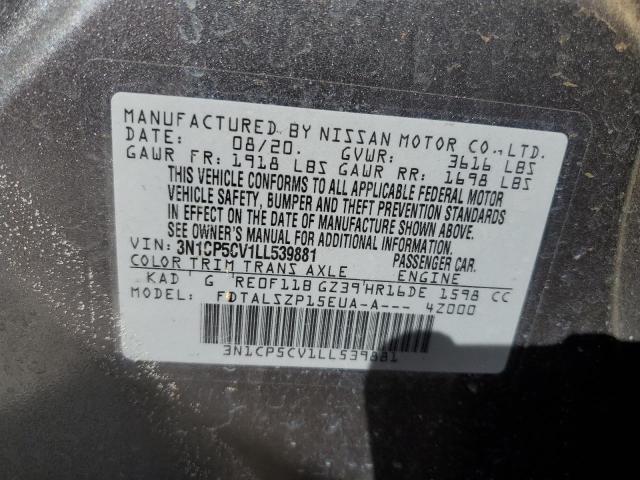 MANUFACTURED BY NISSAN MOTOR CO., LTD.
DATE: 08/20. GVWR: 3616 LBS
GAWR FR: 1918 LBS GAWR RR: 1698 LBS
THIS VEHICLE CONFORMS TO ALL APPLICABLE FEDERAL MOTOR
VEHICLE SAFETY, BUMPER AND THEFT PREVENTION STANDARDS
IN EFFECT ON THE DATE OF MANUFACTURE SHOWN ABOVE.
SEE OWNER'S MANUAL FOR ADDITIONAL INFORMATION
VIN: 3N1CP5CV1LL539881 PASSENGER CAR.
COLOR TRIM TRANS AXLE ENGINE
KAD G RE0F11B GZ39 HR16DE 1598 CC
MODEL: FDTALSZP15EUA-A--- 4Z000
3N1CP5CV1LL539881